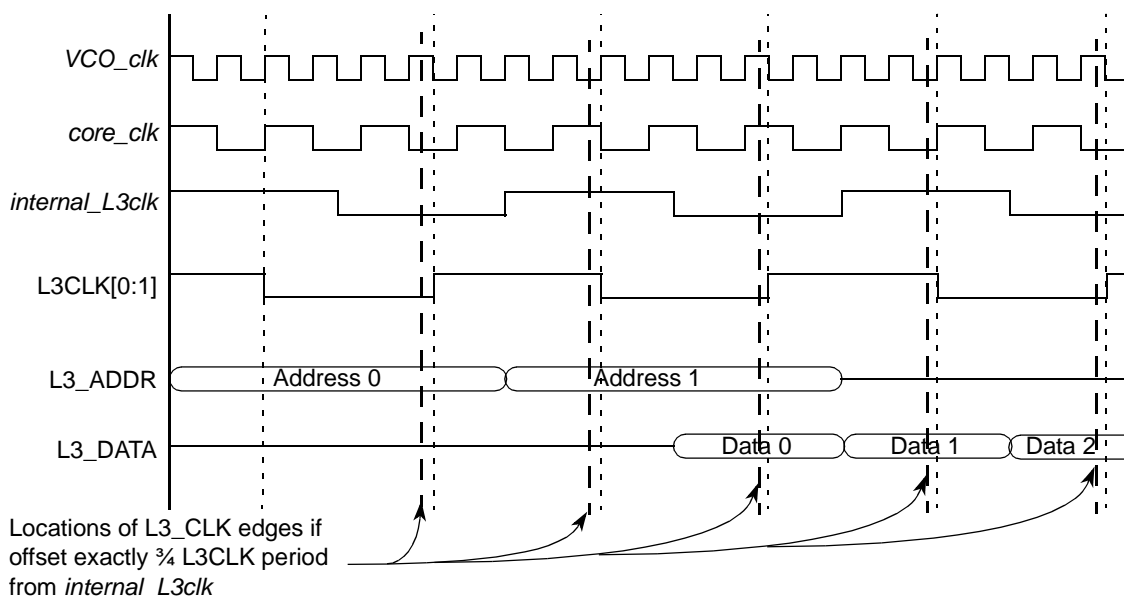 VCO_clk
core_clk
internal_L3clk
L3CLK[0:1]
L3_ADDR
Address 0
Address 1
L3_DATA
Data 0
Data 1
Data 2
Locations of L3_CLK edges if
offset exactly ¾ L3CLK period
from internal_L3clk